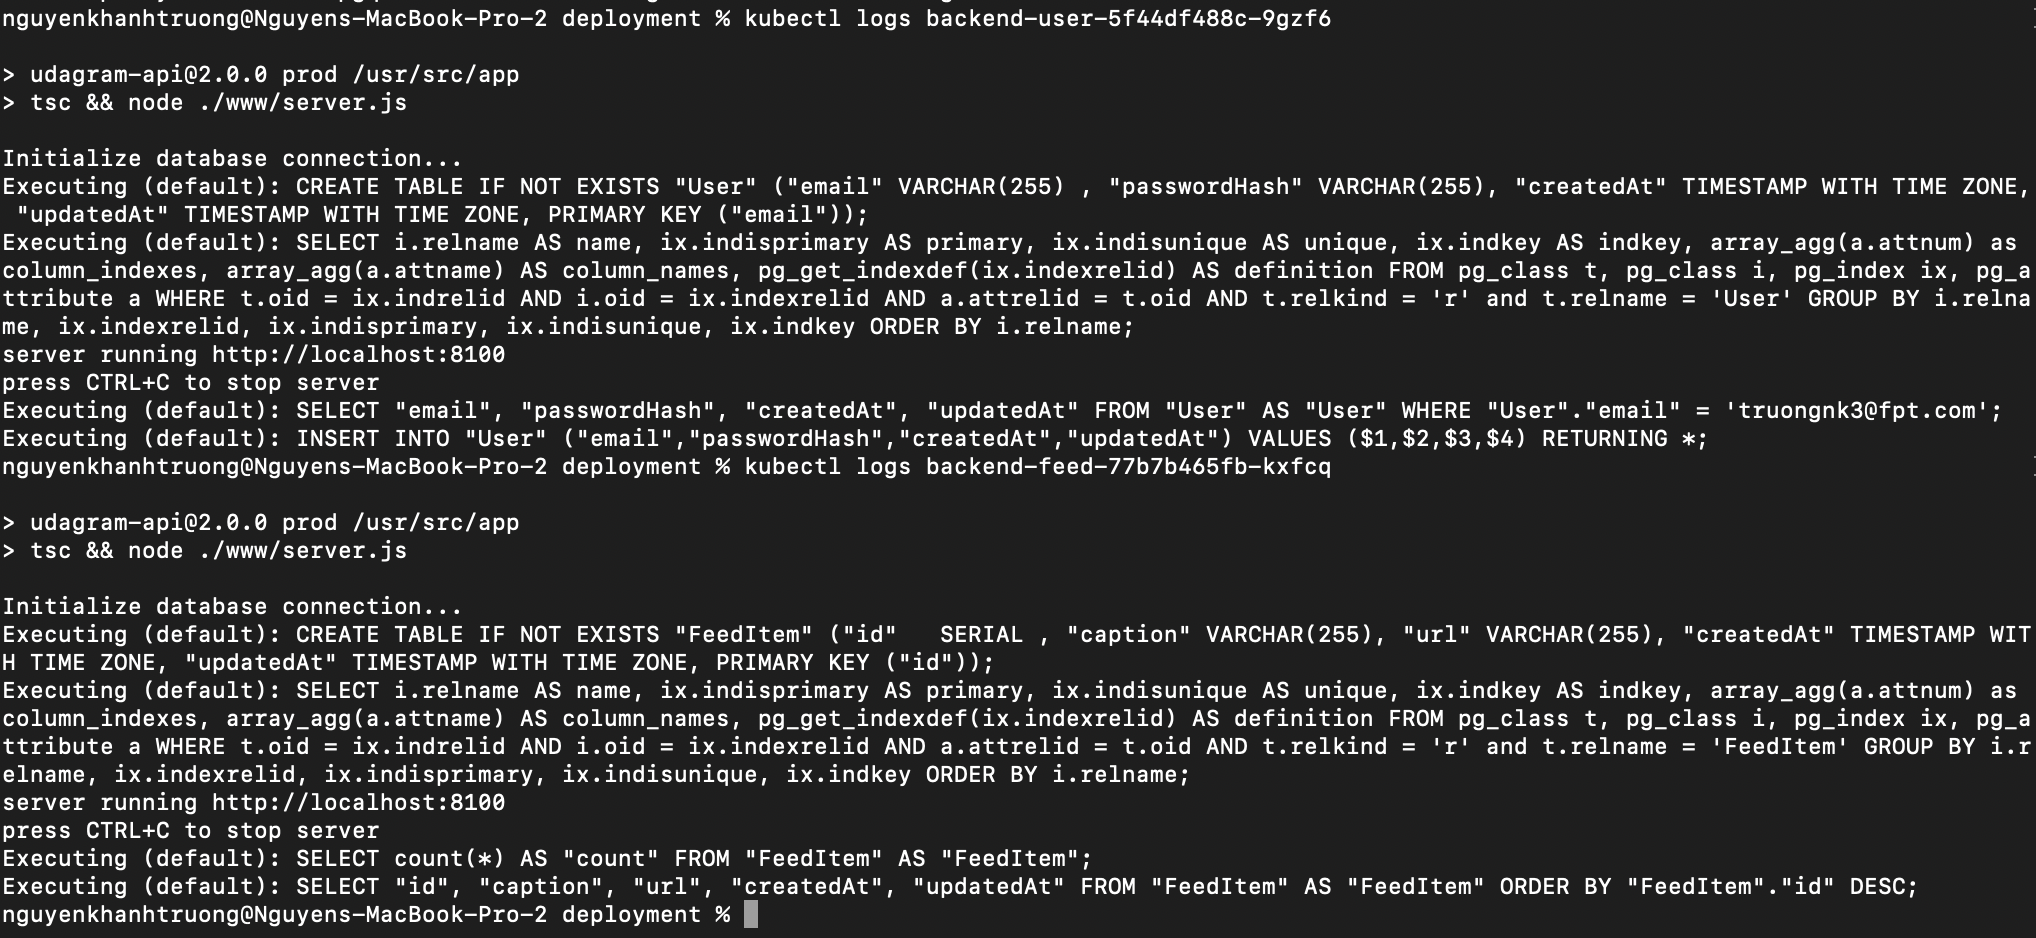 nguyenkhanhtruong@Nguyens-MacBook-Pro-2 deployment % kubectl logs backend-user-5f44df488c-9gzf6
> udagram-api@2.0.0 prod /usr/src/app
> tsc && node ./www/server.js
Initialize database connection...
Executing (default): CREATE TABLE IF NOT EXISTS "User" ("email" VARCHAR(255) , "passwordHash" VARCHAR(255), "createdAt" TIMESTAMP WITH TIME ZONE,
 "updatedAt" TIMESTAMP WITH TIME ZONE, PRIMARY KEY ("email"));
Executing (default): SELECT i.relname AS name, ix.indisprimary AS primary, ix.indisunique AS unique, ix.indkey AS indkey, array_agg(a.attnum) as
column_indexes, array_agg(a.attname) AS column_names, pg_get_indexdef(ix.indexrelid) AS definition FROM pg_class t, pg_class i, pg_index ix, pg_a
ttribute a WHERE t.oid = ix.indrelid AND i.oid = ix.indexrelid AND a.attrelid = t.oid AND t.relkind = 'r' and t.relname = 'User' GROUP BY i.relna
me, ix.indexrelid, ix.indisprimary, ix.indisunique, ix.indkey ORDER BY i.relname;
server running http://localhost:8100
press CTRL+C to stop server
Executing (default): SELECT "email", "passwordHash", "createdAt", "updatedAt" FROM "User" AS "User" WHERE "User"."email" = 'truongnk3@fpt.com';
Executing (default): INSERT INTO "User" ("email","passwordHash","createdAt","updatedAt") VALUES ($1,$2,$3,$4) RETURNING *;
nguyenkhanhtruong@Nguyens-MacBook-Pro-2 deployment % kubectl logs backend-feed-77b7b465fb-kxfcq
> udagram-api@2.0.0 prod /usr/src/app
> tsc && node ./www/server.js
Initialize database connection...
Executing (default): CREATE TABLE IF NOT EXISTS "FeedItem" ("id"   SERIAL , "caption" VARCHAR(255), "url" VARCHAR(255), "createdAt" TIMESTAMP WIT
H TIME ZONE, "updatedAt" TIMESTAMP WITH TIME ZONE, PRIMARY KEY ("id"));
Executing (default): SELECT i.relname AS name, ix.indisprimary AS primary, ix.indisunique AS unique, ix.indkey AS indkey, array_agg(a.attnum) as
column_indexes, array_agg(a.attname) AS column_names, pg_get_indexdef(ix.indexrelid) AS definition FROM pg_class t, pg_class i, pg_index ix, pg_a
ttribute a WHERE t.oid = ix.indrelid AND i.oid = ix.indexrelid AND a.attrelid = t.oid AND t.relkind = 'r' and t.relname = 'FeedItem' GROUP BY i.r
elname, ix.indexrelid, ix.indisprimary, ix.indisunique, ix.indkey ORDER BY i.relname;
server running http://localhost:8100
press CTRL+C to stop server
Executing (default): SELECT count(*) AS "count" FROM "FeedItem" AS "FeedItem";
Executing (default): SELECT "id", "caption", "url", "createdAt", "updatedAt" FROM "FeedItem" AS "FeedItem" ORDER BY "FeedItem"."id" DESC;
nguyenkhanhtruong@Nguyens-MacBook-Pro-2 deployment %